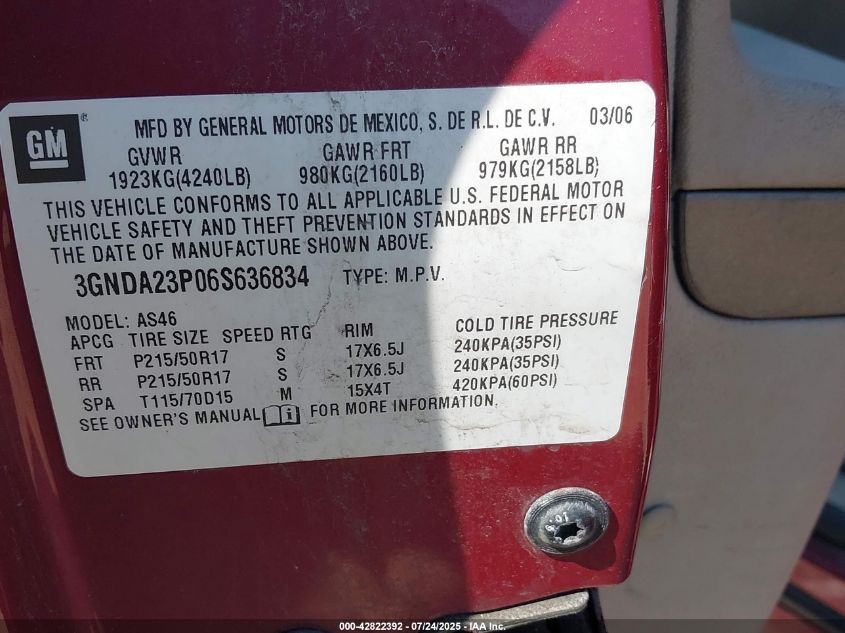 GM ®
MFD BY GENERAL MOTORS DE MEXICO, S. DE R.L. DE C.V. 03/06
GVWR GAWR FRT GAWR RR
1923KG(4240LB) 980KG(2160LB) 979KG(2158LB)
THIS VEHICLE CONFORMS TO ALL APPLICABLE U.S. FEDERAL MOTOR
VEHICLE SAFETY AND THEFT PREVENTION STANDARDS IN EFFECT ON
THE DATE OF MANUFACTURE SHOWN ABOVE.
3GNDA23P06S636834 TYPE: M.P.V.
MODEL: AS46
APCG TIRE SIZE SPEED RTG RIM COLD TIRE PRESSURE
FRT P215/50R17 S 17X6.5J 240KPA(35PSI)
RR P215/50R17 S 17X6.5J 240KPA(35PSI)
SPA T115/70D15 M 15X4T 420KPA(60PSI)
SEE OWNER'S MANUAL i FOR MORE INFORMATION.
000-42822392 - 07/24/2025 - IAA Inc.